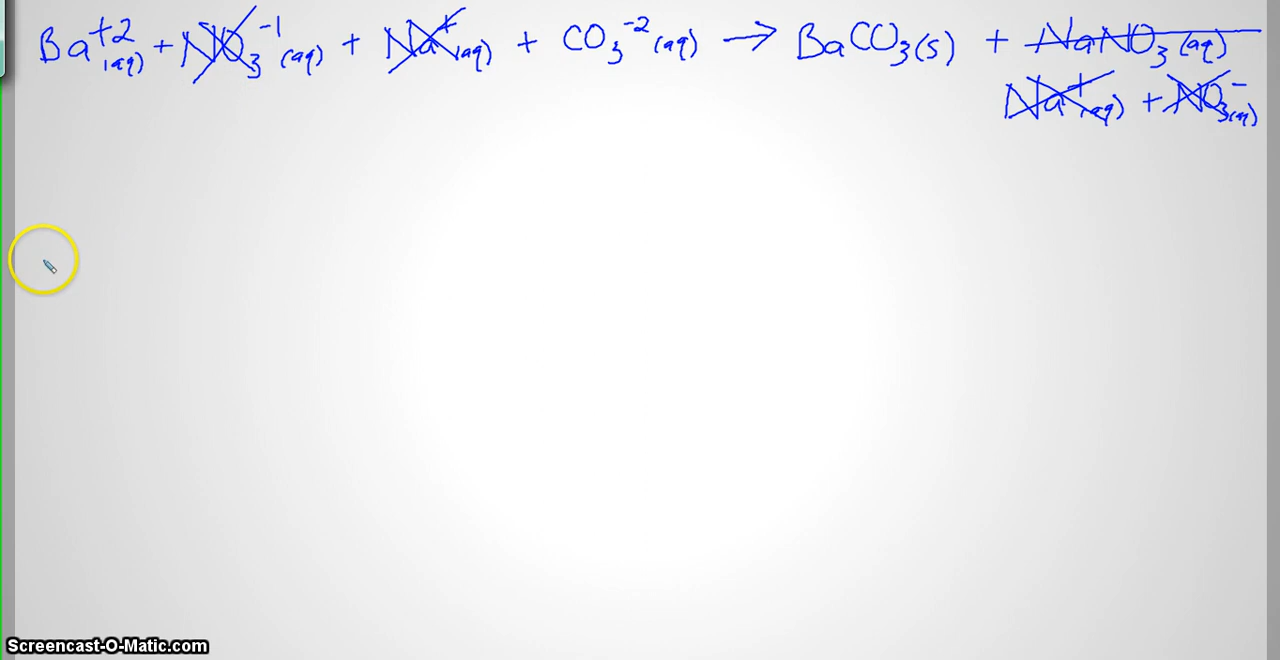 Ba⁺²(aq) + NO₃⁻¹(aq) + Na⁺(aq) + CO₃⁻²(aq) → BaCO₃(s) + NaNO₃(aq)
Na⁺(aq) + NO₃⁻(aq)
Screencast-O-Matic.com